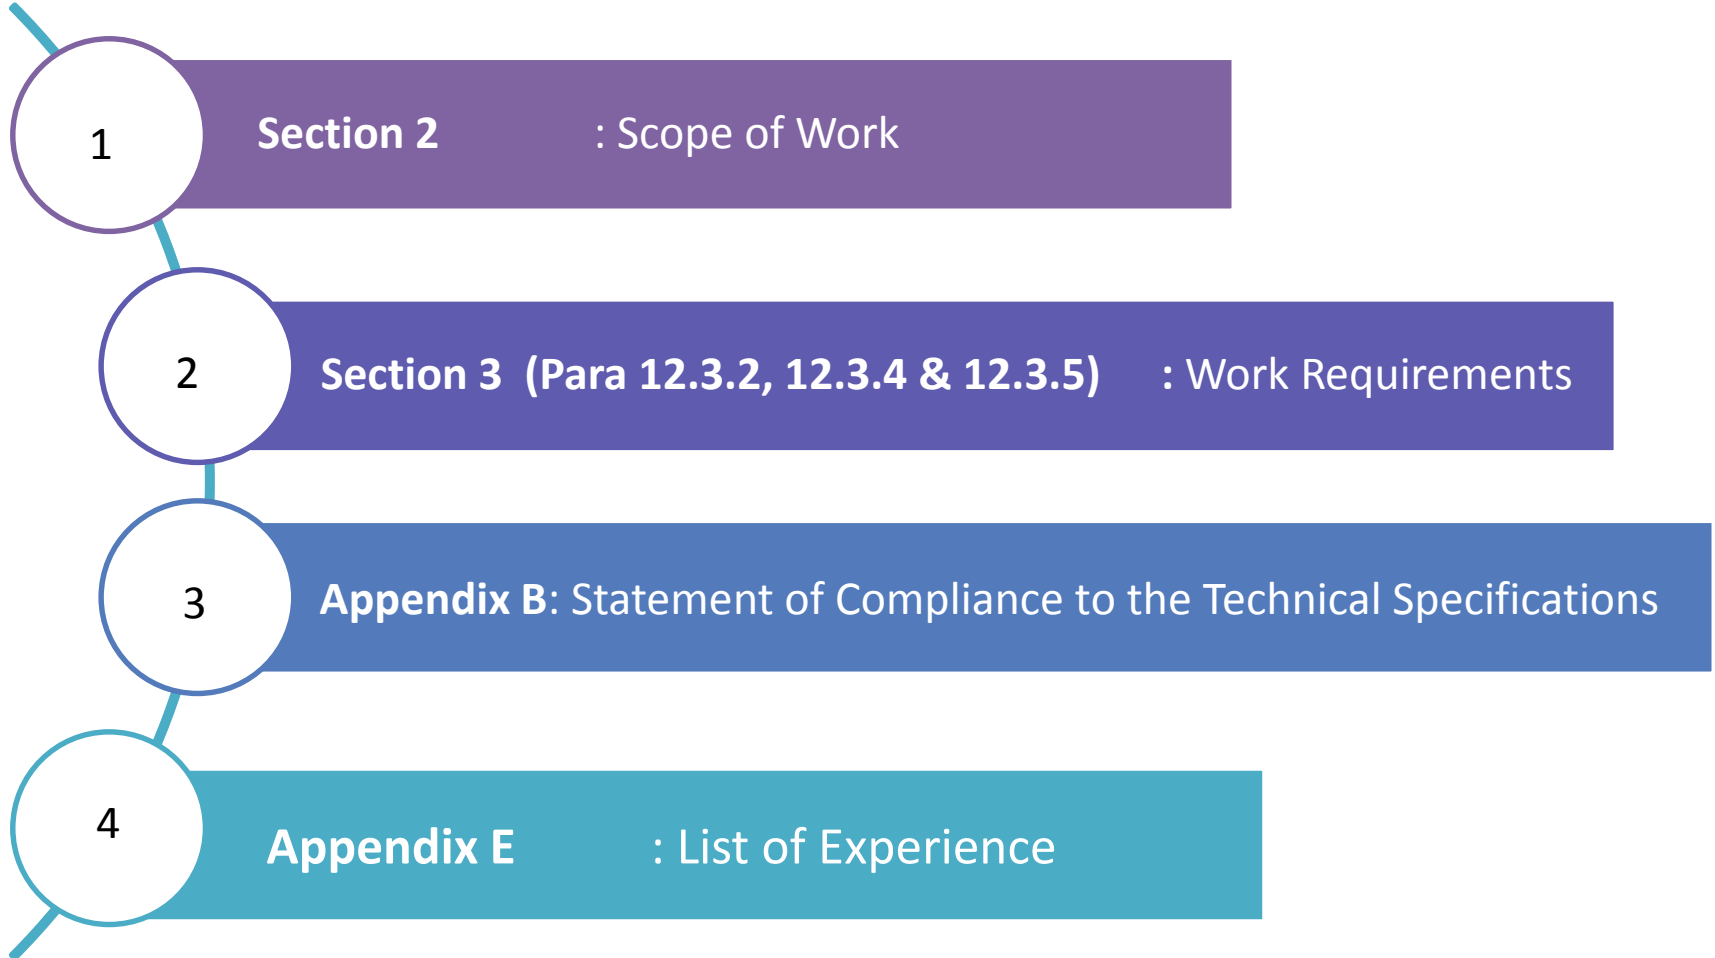 1
Section 2 : Scope of Work
2
Section 3 (Para 12.3.2, 12.3.4 & 12.3.5) : Work Requirements
3
Appendix B: Statement of Compliance to the Technical Specifications
4
Appendix E : List of Experience